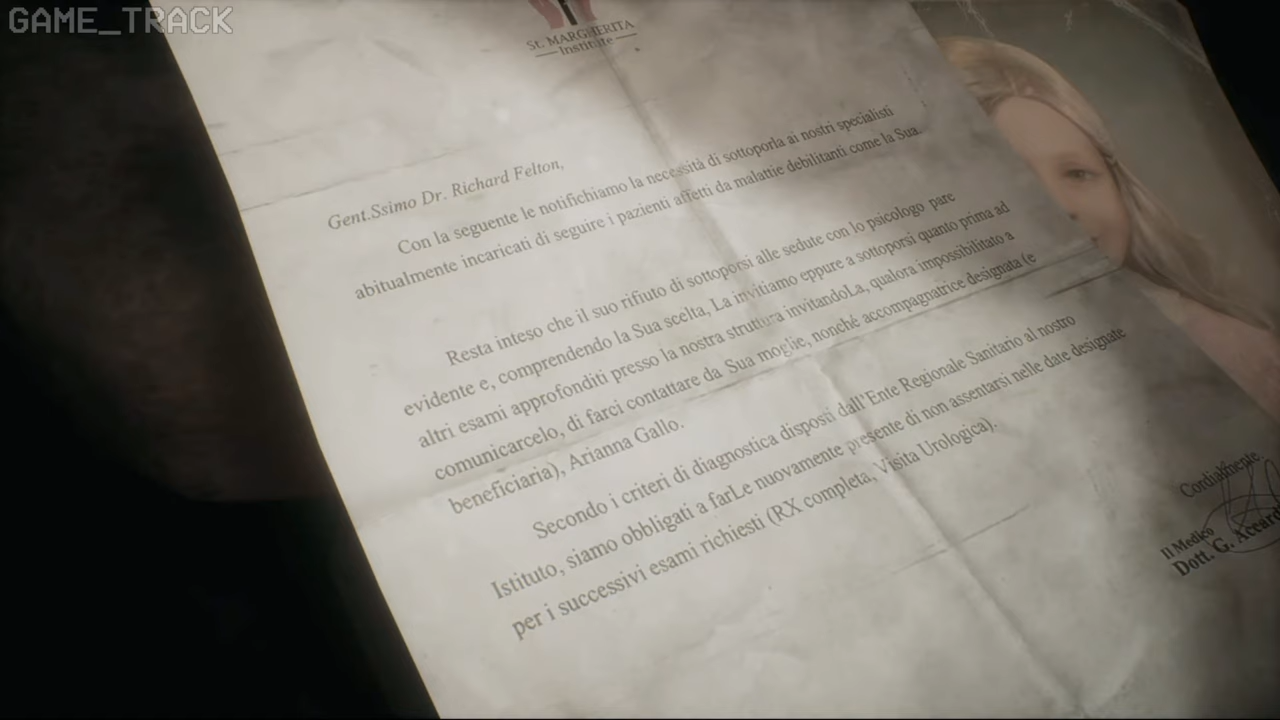 GAME_TRACK
St. MARGHERITA
Institute
Gent.Ssimo Dr. Richard Felton,
Con la seguente le notifichiamo la necessità di sottoporla ai nostri specialisti
abitualmente incaricati di seguire i pazienti affetti da malattie debilitanti come la Sua.
Resta inteso che il suo rifiuto di sottoporsi alle sedute con lo psicologo pare
evidente e, comprendendo la Sua scelta, La invitiamo eppure a sottoporsi quanto prima ad
altri esami approfonditi presso la nostra struttura invitandoLa, qualora impossibilitato a
comunicarcelo, di farci contattare da Sua moglie, nonché accompagnatrice designata (e
beneficiaria), Arianna Gallo.
Secondo i criteri di diagnostica disposti dall'Ente Regionale Sanitario al nostro
Istituto, siamo obbligati a farLe nuovamente presente di non assentarsi nelle date designate
per i successivi esami richiesti (RX completa, Visita Urologica).
Cordialmente
Il Medico
Dott. G.